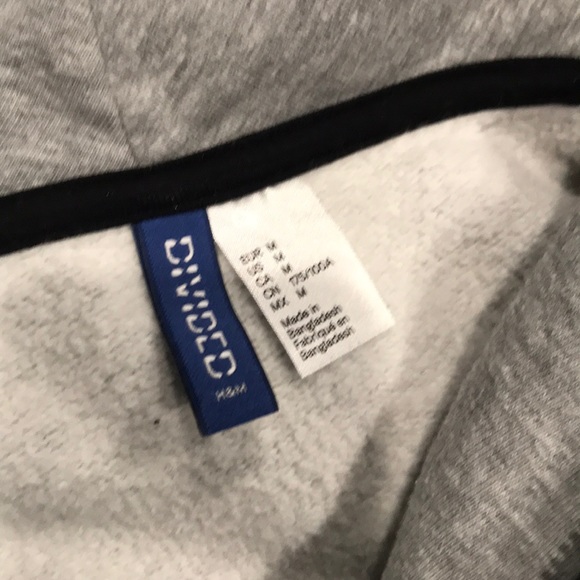 DIVIDED
H&M
EUR M
US M
CA M
CN 175/100A
MX M
Made in
Bangladesh
Fabriqué en
Bangladesh